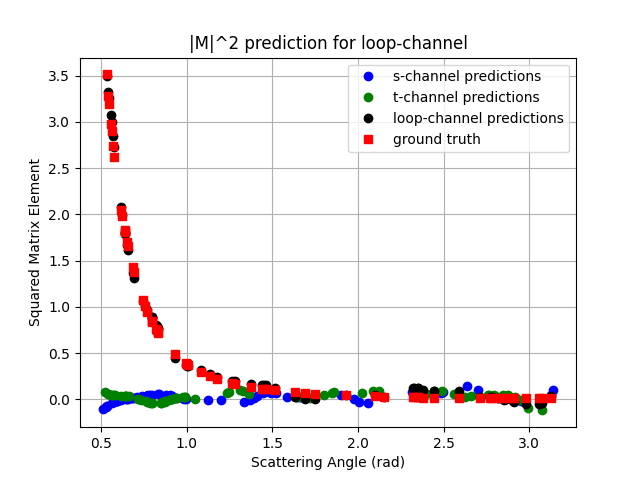 |M|^2 prediction for loop-channel
s-channel predictions
t-channel predictions
loop-channel predictions
ground truth
Squared Matrix Element
3.5
3.0
2.5
2.0
1.5
1.0
0.5
0.0
0.5 1.0 1.5 2.0 2.5 3.0
Scattering Angle (rad)